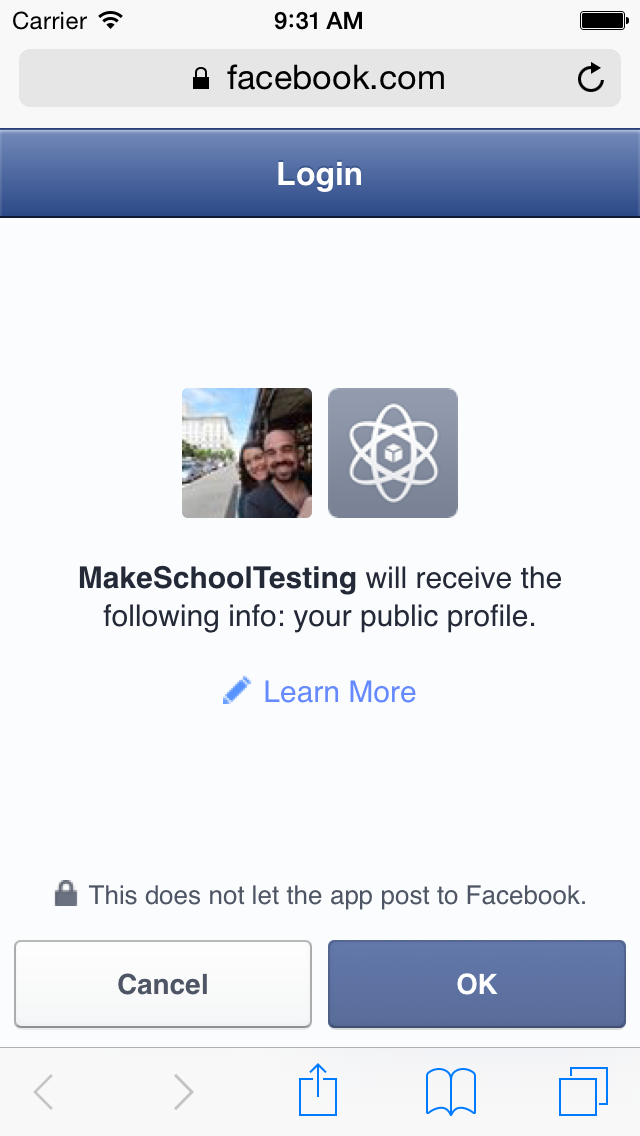 Carrier 9:31 AM
facebook.com
Login
MakeSchoolTesting will receive the
following info: your public profile.
Learn More
This does not let the app post to Facebook.
Cancel OK